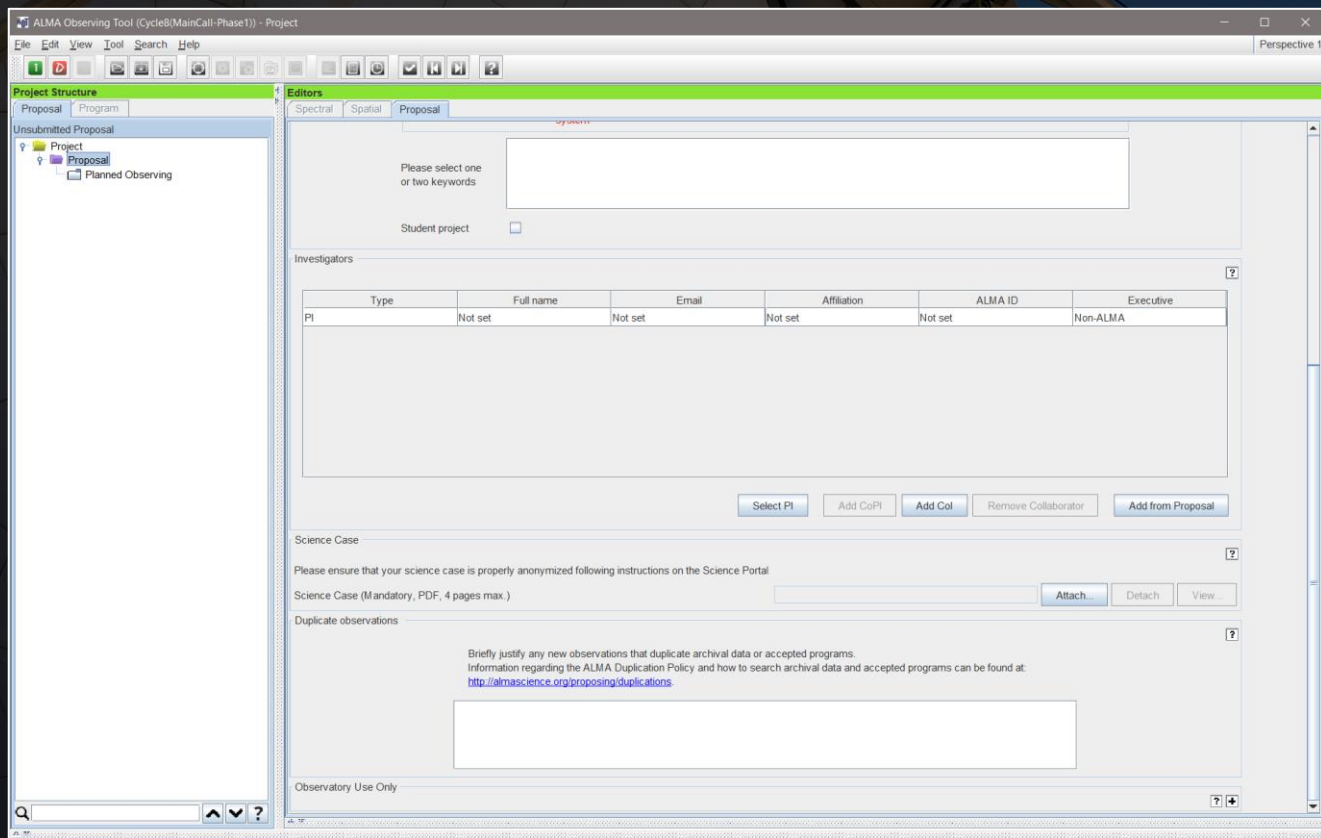 ALMA Observing Tool (Cycle8(MainCall-Phase1)) - Project
File Edit View Tool Search Help
Perspective 1
Project Structure
Proposal Program
Unsubmitted Proposal
Project
Proposal
Planned Observing
Editors
Spectral Spatial Proposal
system
Please select one
or two keywords
Student project
Investigators
?
Type Full name Email Affiliation ALMA ID Executive
PI Not set Not set Not set Not set Non-ALMA
Select PI Add CoPI Add CoI Remove Collaborator Add from Proposal
Science Case
?
Please ensure that your science case is properly anonymized following instructions on the Science Portal
Science Case (Mandatory, PDF, 4 pages max.) Attach... Detach View...
Duplicate observations
?
Briefly justify any new observations that duplicate archival data or accepted programs.
Information regarding the ALMA Duplication Policy and how to search archival data and accepted programs can be found at:
http://almascience.org/proposing/duplications.
Observatory Use Only
? +
?